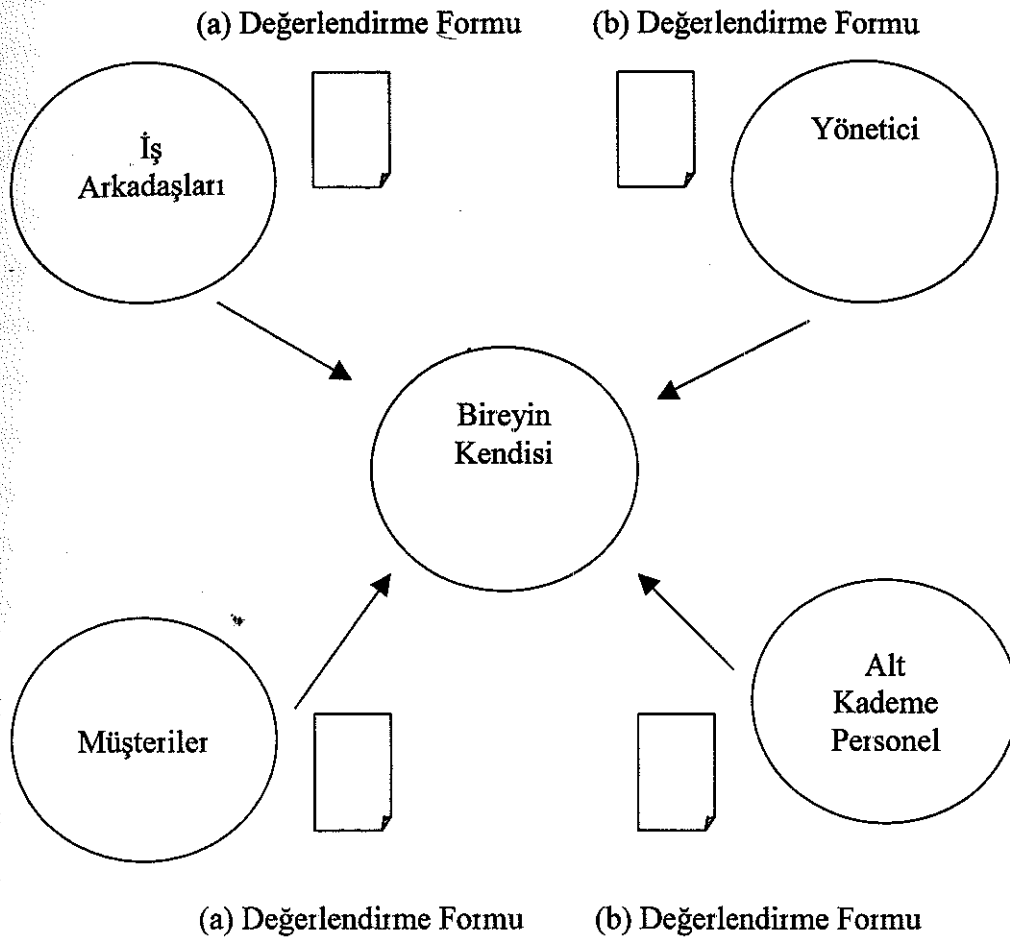 (a) Değerlendirme Formu
(b) Değerlendirme Formu
İş
Arkadaşları
Yönetici
Bireyin
Kendisi
Müşteriler
Alt
Kademe
Personel
(a) Değerlendirme Formu
(b) Değerlendirme Formu